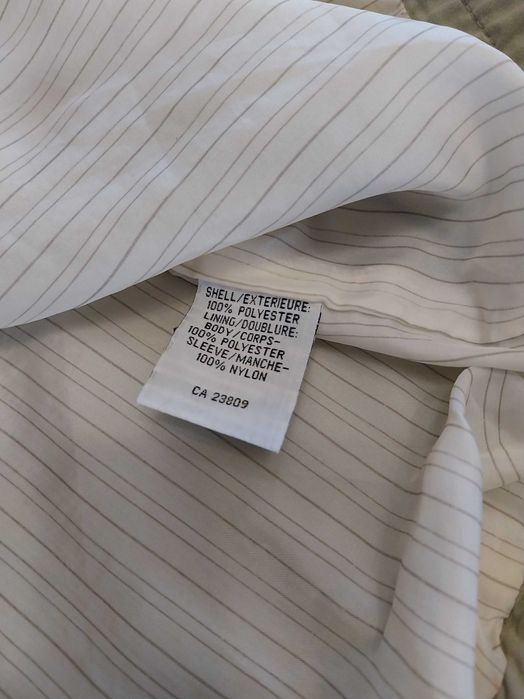 SHELL/EXTERIEURE:
100% POLYESTER
LINING/DOUBLURE:
BODY/CORPS-
100% POLYESTER
SLEEVE/MANCHE-
100% NYLON
CA 23809